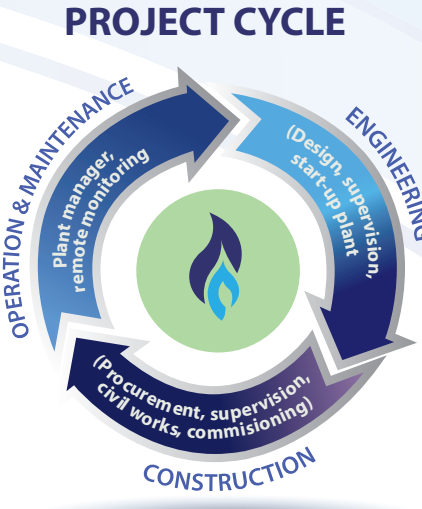 PROJECT CYCLE
ENGINEERING
(Design, supervision,
start-up plant
CONSTRUCTION
(Procurement, supervision,
civil works, commisioning)
OPERATION & MAINTENANCE
Plant manager,
remote monitoring